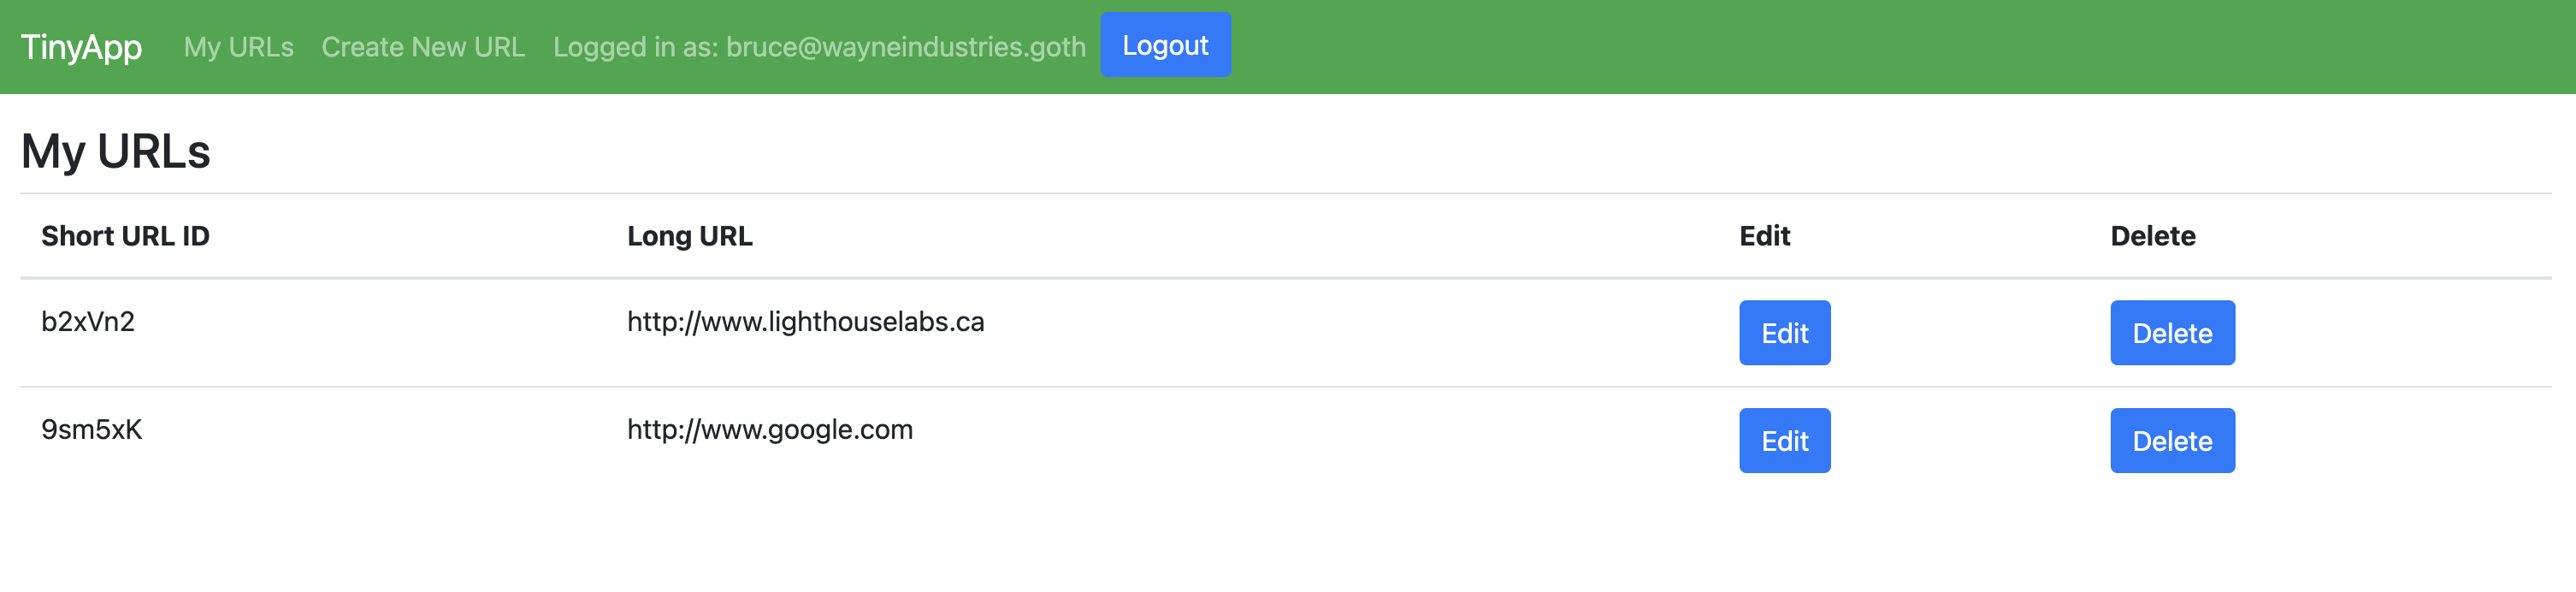 TinyApp My URLs Create New URL Logged in as: bruce@wayneindustries.goth Logout
My URLs
Short URL ID Long URL Edit Delete
b2xVn2 http://www.lighthouselabs.ca Edit Delete
9sm5xK http://www.google.com Edit Delete